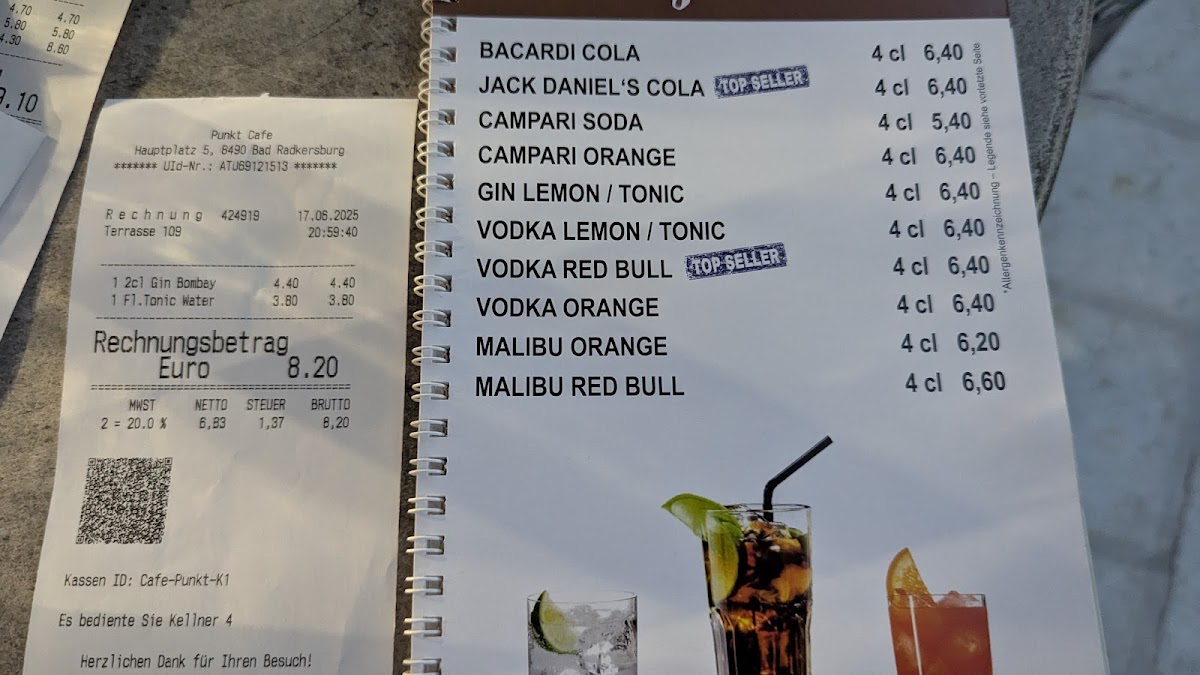 4.70 4.70
5.80 5.80
4.30 8.60
9.10
Punkt Cafe
Hauptplatz 5, 8490 Bad Radkersburg
******* UId-Nr.: ATU69121513 *******
Rechnung 424919 17.06.2025
Terrasse 109 20:59:40
1 2cl Gin Bombay 4.40 4.40
1 Fl.Tonic Water 3.80 3.80
Rechnungsbetrag
Euro 8.20
MWST NETTO STEUER BRUTTO
2 = 20.0 % 6,83 1,37 8,20
Kassen ID: Cafe-Punkt-K1
Es bediente Sie Kellner 4
Herzlichen Dank für Ihren Besuch!
BACARDI COLA 4 cl 6,40
JACK DANIEL'S COLA TOP SELLER 4 cl 6,40
CAMPARI SODA 4 cl 5,40
CAMPARI ORANGE 4 cl 6,40
GIN LEMON / TONIC 4 cl 6,40
VODKA LEMON / TONIC 4 cl 6,40
VODKA RED BULL TOP SELLER 4 cl 6,40
VODKA ORANGE 4 cl 6,40
MALIBU ORANGE 4 cl 6,20
MALIBU RED BULL 4 cl 6,60
*Allergenkennzeichnung – Legende siehe vorletzte Seite